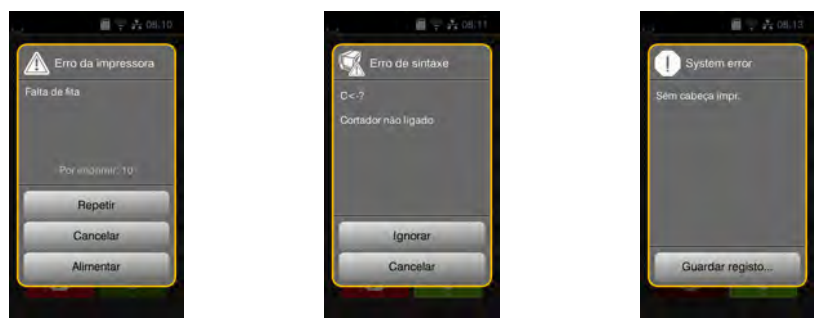 08:10
Erro da impressora
Falta de fita
Por imprimir: 10
Repetir
Cancelar
Alimentar
08:11
Erro de sintaxe
C<-?
Cortador não ligado
Ignorar
Cancelar
08:13
System error
Sem cabeça impr.
Guardar registo...